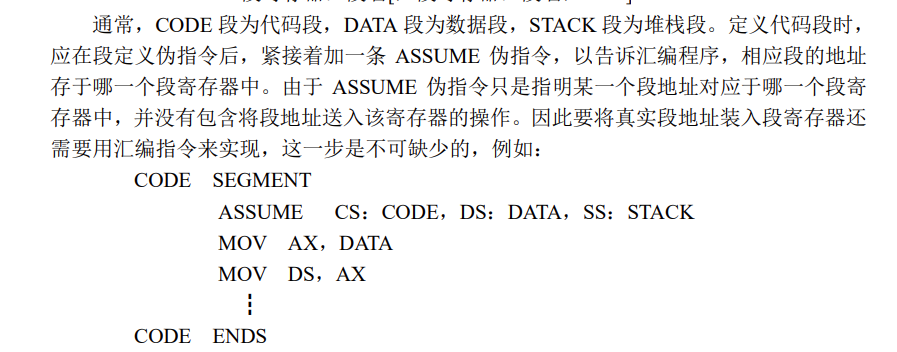 通常，CODE 段为代码段，DATA 段为数据段，STACK 段为堆栈段。定义代码段时，
应在段定义伪指令后，紧接着加一条 ASSUME 伪指令，以告诉汇编程序，相应段的地址
存于哪一个段寄存器中。由于 ASSUME 伪指令只是指明某一个段地址对应于哪一个段寄
存器中，并没有包含将段地址送入该寄存器的操作。因此要将真实段地址装入段寄存器还
需要用汇编指令来实现，这一步是不可缺少的，例如：
CODE SEGMENT
ASSUME CS：CODE，DS：DATA，SS：STACK
MOV AX，DATA
MOV DS，AX
┇
CODE ENDS